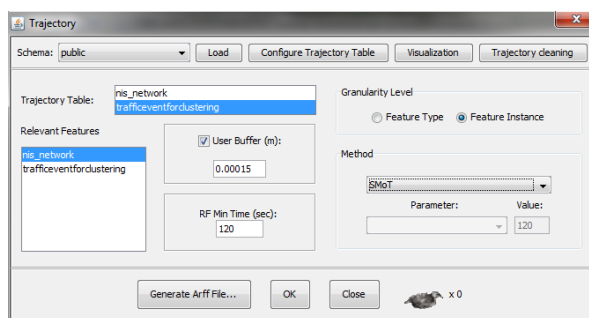 Trajectory
Schema: public Load Configure Trajectory Table Visualization Trajectory cleaning
Trajectory Table:
nis_network
trafficeventforclustering
Granularity Level
Feature Type Feature Instance
Relevant Features
nis_network
trafficeventforclustering
User Buffer (m):
0.00015
RF Min Time (sec):
120
Method
SMoT
Parameter: Value:
120
Generate Arff File... OK Close x 0